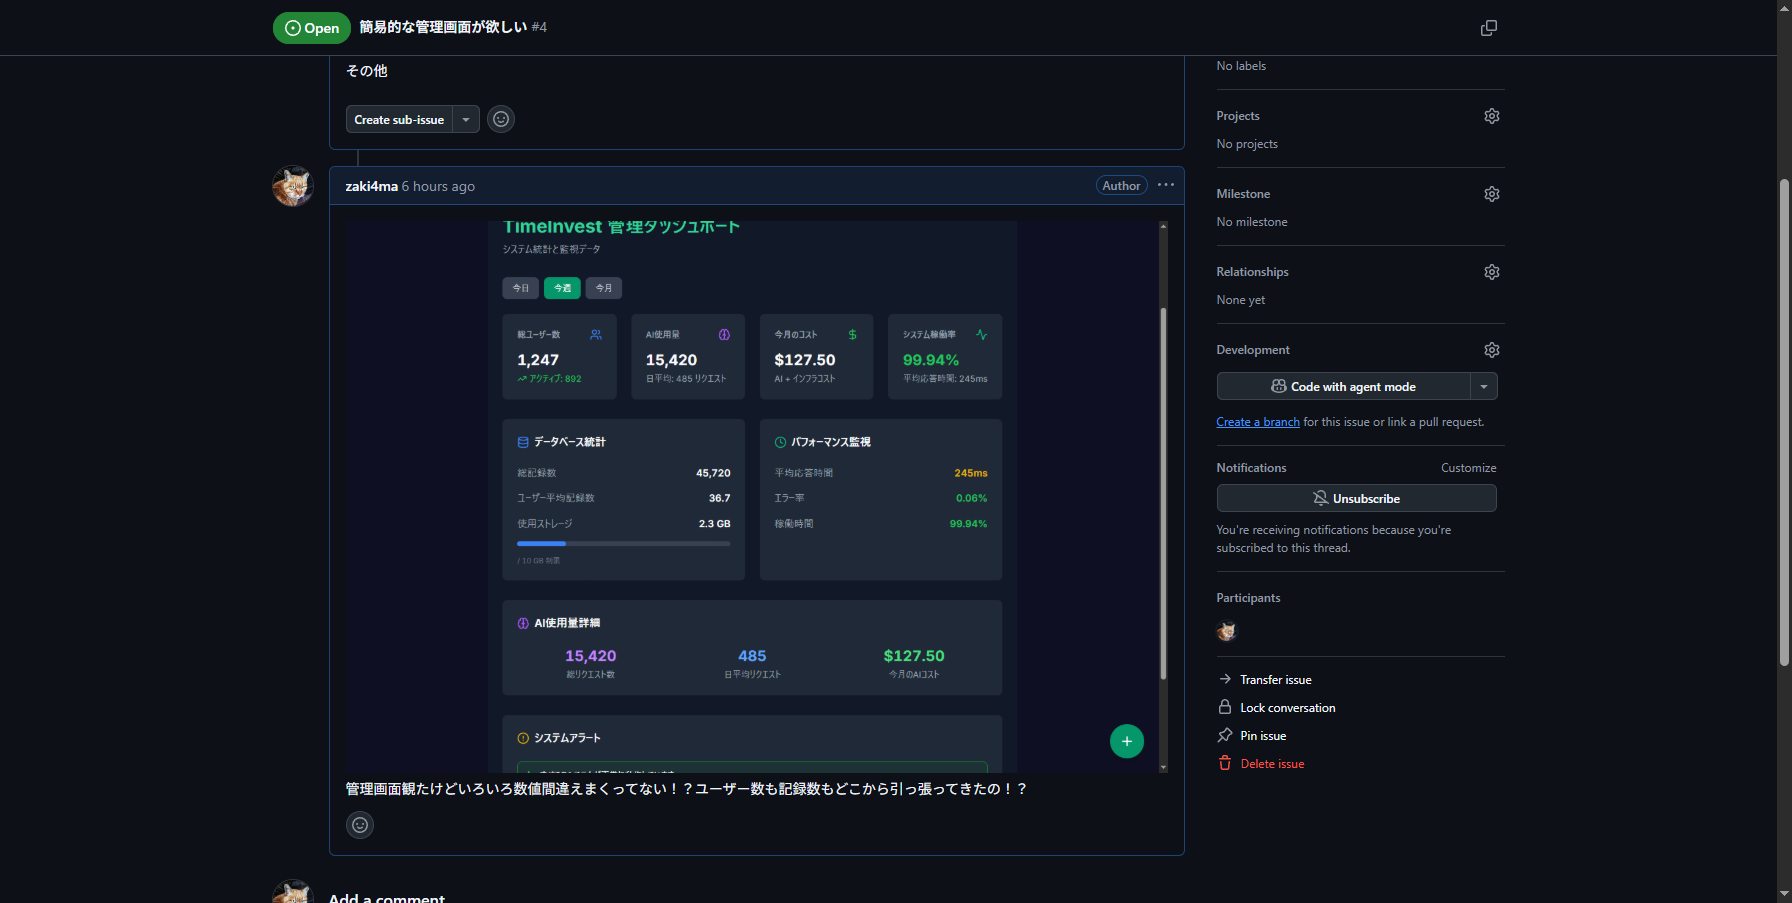 Open
簡易的な管理画面が欲しい #4
その他
Create sub-issue
zaki4ma 6 hours ago
Author
TimeInvest 管理ダッシュボード
システム統計と監視データ
今日
今週
今月
総ユーザー数
1,247
アクティブ: 892
AI使用量
15,420
日平均: 485 リクエスト
今月のコスト
$127.50
AI + インフラコスト
システム稼働率
99.94%
平均応答時間: 245ms
データベース統計
総記録数 45,720
ユーザー平均記録数 36.7
使用ストレージ 2.3 GB
/ 10 GB 制限
パフォーマンス監視
平均応答時間 245ms
エラー率 0.06%
稼働時間 99.94%
AI使用量詳細
15,420
総リクエスト数
485
日平均リクエスト
$127.50
今月のAIコスト
システムアラート
管理画面観たけどいろいろ数値間違えまくってない！？ユーザー数も記録数もどこから引っ張ってきたの！？
Add a comment
No labels
Projects
No projects
Milestone
No milestone
Relationships
None yet
Development
Code with agent mode
Create a branch for this issue or link a pull request.
Notifications
Customize
Unsubscribe
You're receiving notifications because you're
subscribed to this thread.
Participants
Transfer issue
Lock conversation
Pin issue
Delete issue